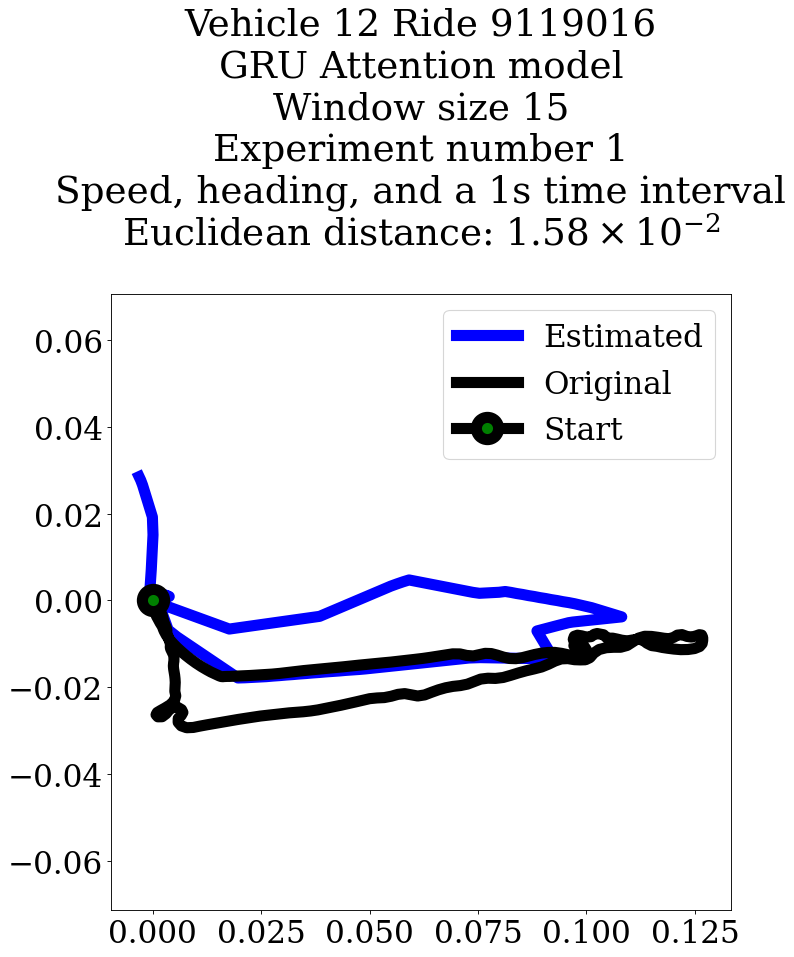 Vehicle 12 Ride 9119016
GRU Attention model
Window size 15
Experiment number 1
Speed, heading, and a 1s time interval
Euclidean distance: 1.58 × 10⁻²
Estimated
Original
Start
0.06
0.04
0.02
0.00
−0.02
−0.04
−0.06
0.000 0.025 0.050 0.075 0.100 0.125